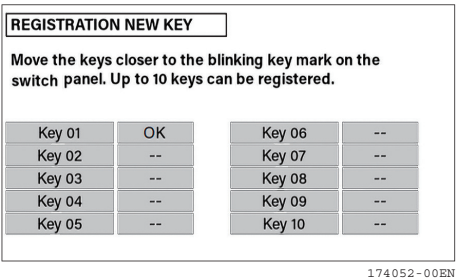 REGISTRATION NEW KEY
Move the keys closer to the blinking key mark on the
switch panel. Up to 10 keys can be registered.
Key 01 OK Key 06 --
Key 02 -- Key 07 --
Key 03 -- Key 08 --
Key 04 -- Key 09 --
Key 05 -- Key 10 --
174052-00EN